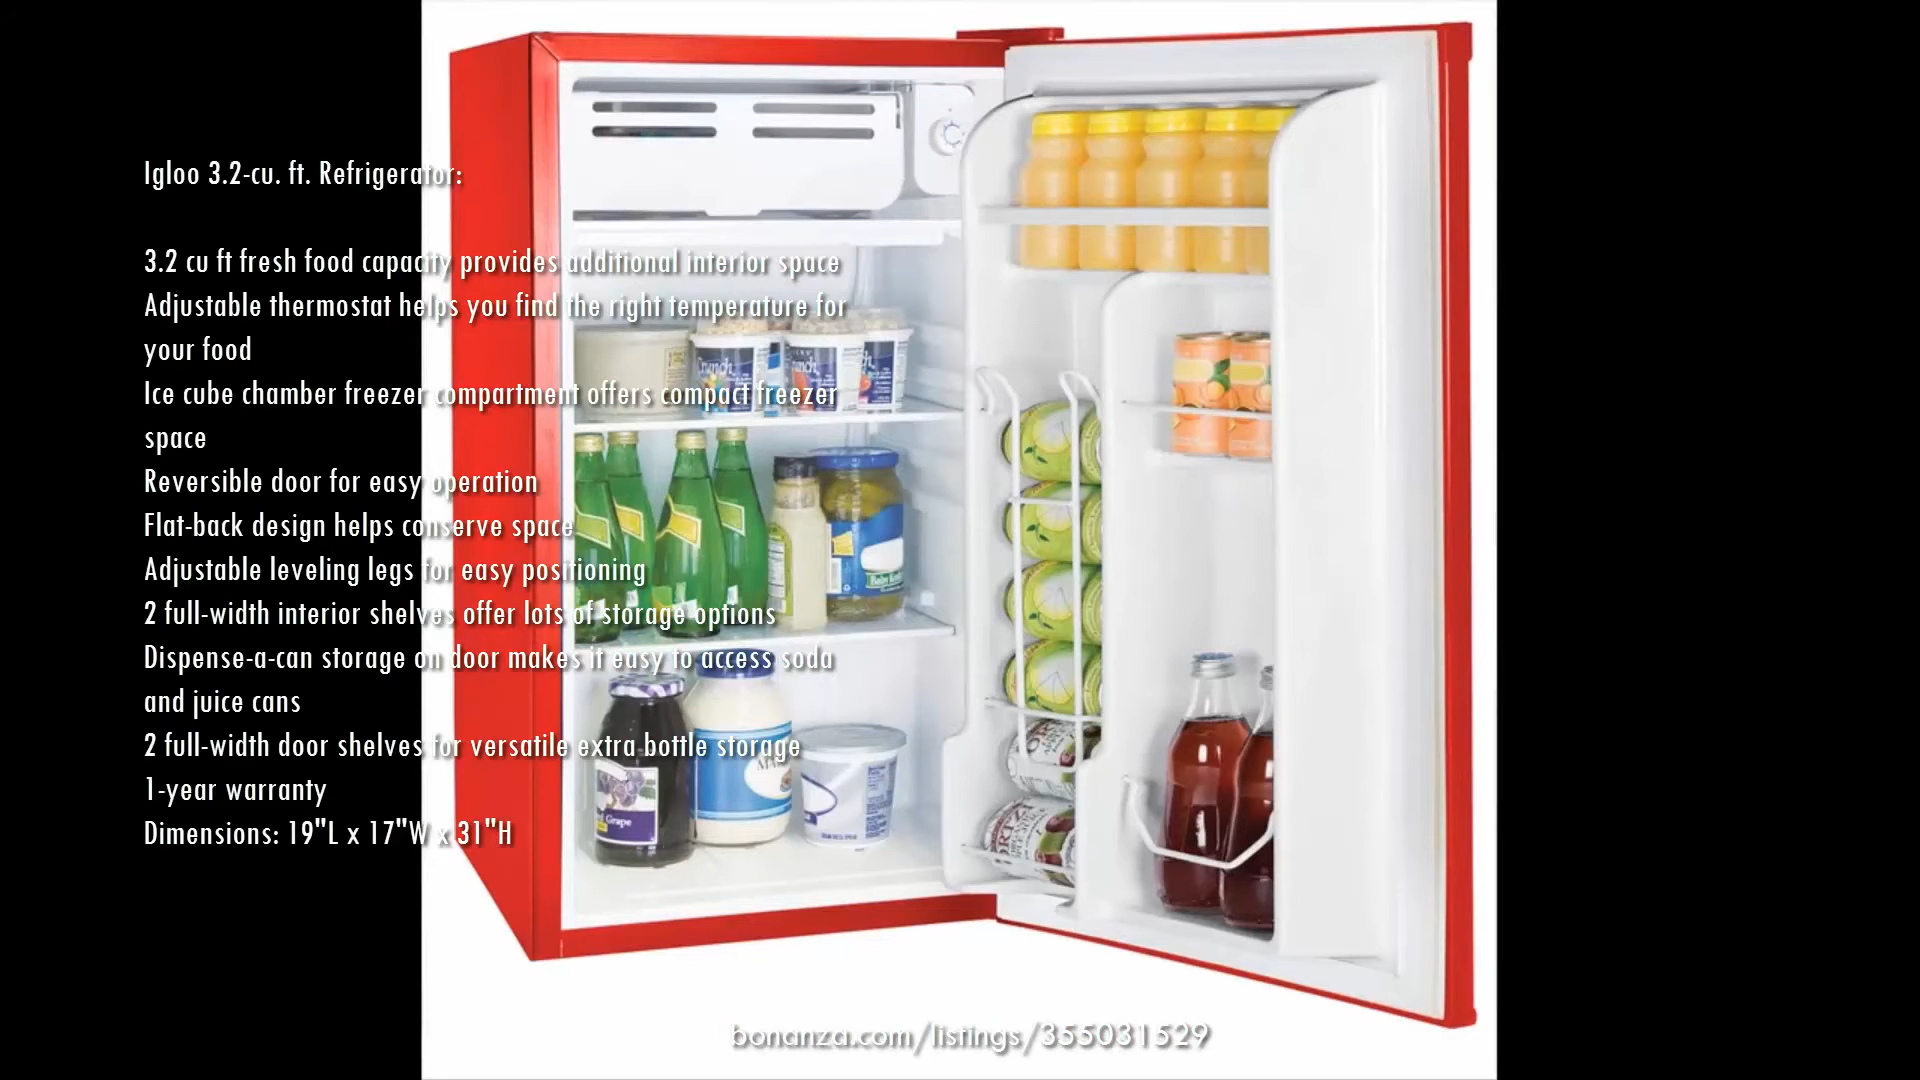 Igloo 3.2-cu. ft. Refrigerator:
3.2 cu ft fresh food capacity provides additional interior space
Adjustable thermostat helps you find the right temperature for
your food
Ice cube chamber freezer compartment offers compact freezer
space
Reversible door for easy operation
Flat-back design helps conserve space
Adjustable leveling legs for easy positioning
2 full-width interior shelves offer lots of storage options
Dispense-a-can storage on door makes it easy to access soda
and juice cans
2 full-width door shelves for versatile extra bottle storage
1-year warranty
Dimensions: 19"L x 17"W x 31"H
Crunch
Grape
bonanza.com/listings/355031529